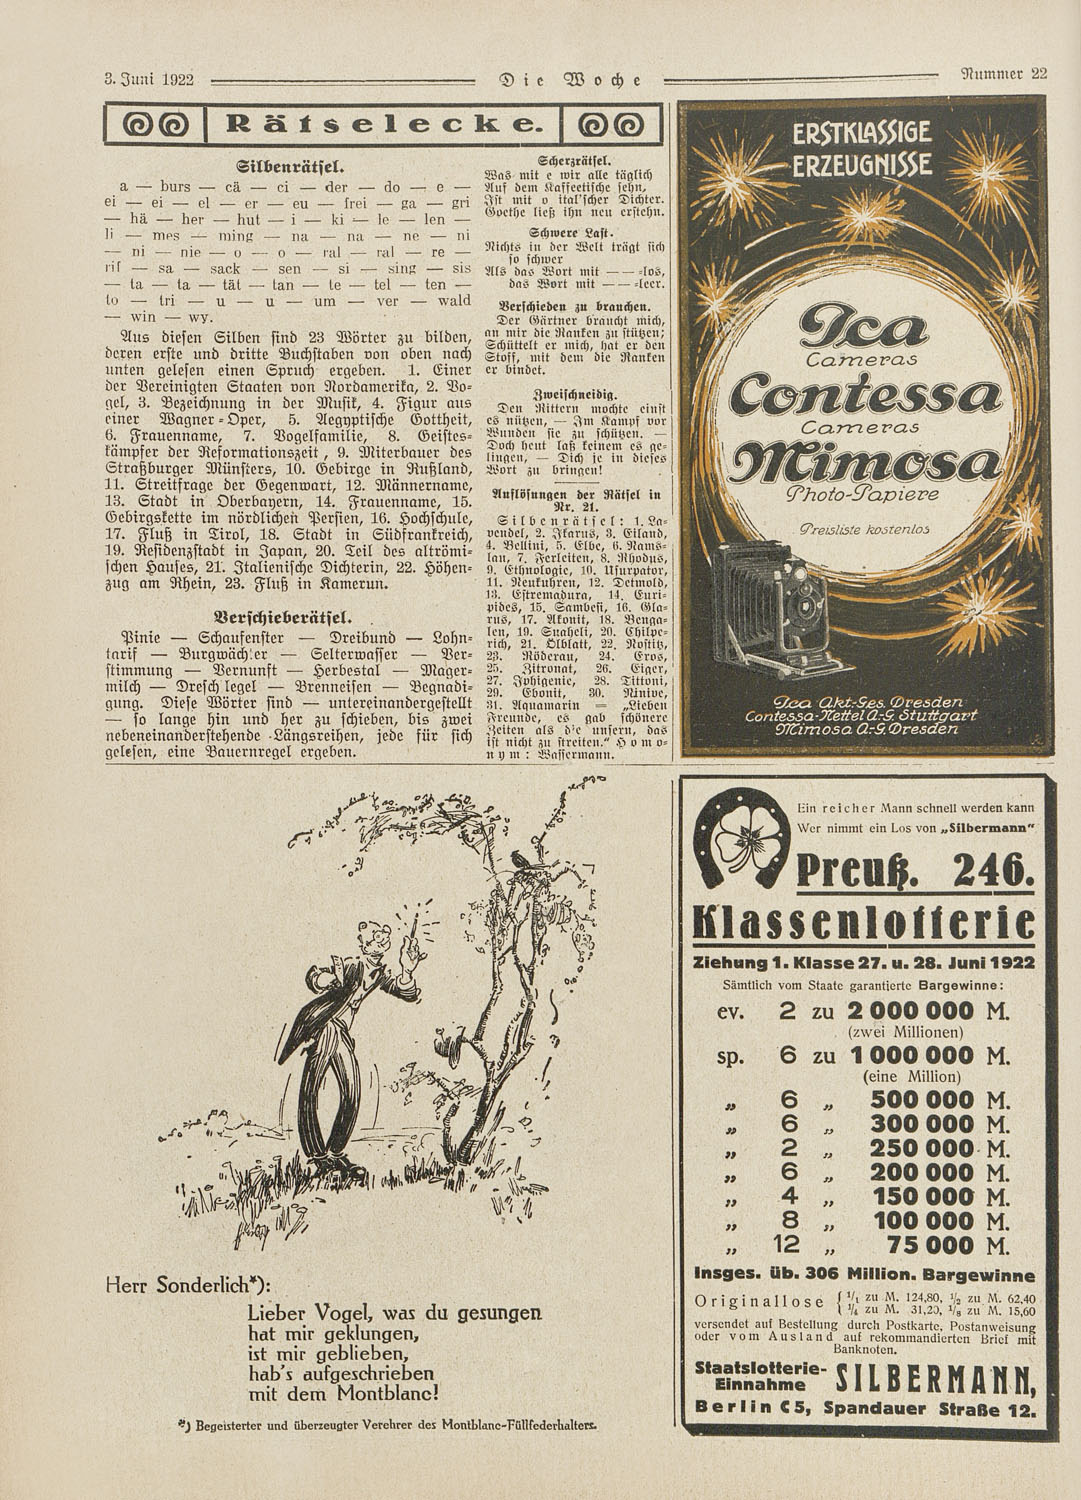 3. Juni 1922
Die Woche
Nummer 22
Rätselecke.
Silbenrätsel.
a — burs — cä — ci — der — do — e —
ei — ei — el — er — eu — frei — ga — gri
— hä — her — hut — i — ki — le — len —
li — mes — ming — na — na — ne — ni
— ni — nie — o — o — ral — ral — re —
rif — sa — sack — sen — si — sing — sis
— ta — ta — tät — tan — te — tel — ten —
to — tri — u — u — um — ver — wald
— win — wy.
Aus diesen Silben sind 23 Wörter zu bilden,
deren erste und dritte Buchstaben von oben nach
unten gelesen einen Spruch ergeben. 1. Einer
der Vereinigten Staaten von Nordamerika, 2. Vo-
gel, 3. Bezeichnung in der Musik, 4. Figur aus
einer Wagner-Oper, 5. Aegyptische Gottheit,
6. Frauenname, 7. Vogelfamilie, 8. Geistes-
kämpfer der Reformationszeit, 9. Miterbauer des
Straßburger Münsters, 10. Gebirge in Rußland,
11. Streitfrage der Gegenwart, 12. Männername,
13. Stadt in Oberbayern, 14. Frauenname, 15.
Gebirgskette im nördlichen Persien, 16. Hochschule,
17. Fluß in Tirol, 18. Stadt in Südfrankreich,
19. Residenzstadt in Japan, 20. Teil des altrömi-
schen Hauses, 21. Italienische Dichterin, 22. Höhen-
zug am Rhein, 23. Fluß in Kamerun.
Verschieberätsel.
Pinie — Schaufenster — Dreibund — Lohn-
tarif — Burgwächter — Selterwasser — Ver-
stimmung — Vernunft — Herbestal — Mager-
milch — Dreschflegel — Brenneisen — Begnadi-
gung. Diese Wörter sind — untereinandergestellt
— so lange hin und her zu schieben, bis zwei
nebeneinanderstehende Längsreihen, jede für sich
gelesen, eine Bauernregel ergeben.
Scherzrätsel.
Was mit e wir alle täglich
Auf dem Kaffeetische sehn,
Ist mit o ital'scher Dichter.
Goethe ließ ihn neu erstehn.
Schwere Last.
Nichts in der Welt trägt sich
so schwer
Als das Wort mit — — -los,
das Wort mit — — -leer.
Verschieden zu brauchen.
Der Gärtner braucht mich,
an mir die Ranken zu stützen;
Schüttelt er mich, hat er den
Stoff, mit dem die Ranken
er bindet.
Zweischneidig.
Den Rittern mochte einst
es nützen, — Im Kampf vor
Wunden sie zu schützen. —
Doch heut laß keinem es ge-
lingen, — Dich je in dieses
Wort zu bringen!
Auflösungen der Rätsel in
Nr. 21.
Silbenrätsel: 1. La-
vendel, 2. Ikarus, 3. Eiland,
4. Bellini, 5. Elbe, 6. Rams-
lan, 7. Ferleiten, 8. Rhodus,
9. Ethnologie, 10. Usurpator,
11. Neukuhren, 12. Detmold,
13. Estremadura, 14. Euri-
pides, 15. Sambesi, 16. Gla-
rus, 17. Akonit, 18. Benga-
len, 19. Suaheli, 20. Chilpe-
rich, 21. Ölblatt, 22. Nostitz,
23. Röderau, 24. Eros,
25. Zitronat, 26. Eiger,
27. Iphigenie, 28. Tittoni,
29. Ebonit, 30. Ninive,
31. Aquamarin = „Lieben
Freunde, es gab schönere
Zeiten als die unsern, das
ist nicht zu streiten." Homo-
nym: Wassermann.
ERSTKLASSIGE
ERZEUGNISSE
Ica
Cameras
Contessa
Cameras
Mimosa
Photo-Papiere
Preisliste kostenlos
Ica Akt.-Ges. Dresden
Contessa-Nettel A.-G. Stuttgart
Mimosa A.-G. Dresden
Herr Sonderlich*):
Lieber Vogel, was du gesungen
hat mir geklungen,
ist mir geblieben,
hab's aufgeschrieben
mit dem Montblanc!
*) Begeisterter und überzeugter Verehrer des Montblanc-Füllfederhalters.
Ein reicher Mann schnell werden kann
Wer nimmt ein Los von „Silbermann"
Preuß. 246.
Klassenlotterie
Ziehung 1. Klasse 27. u. 28. Juni 1922
Sämtlich vom Staate garantierte Bargewinne:
ev. 2 zu 2 000 000 M.
(zwei Millionen)
sp. 6 zu 1 000 000 M.
(eine Million)
„ 6 „ 500 000 M.
„ 6 „ 300 000 M.
„ 2 „ 250 000 M.
„ 6 „ 200 000 M.
„ 4 „ 150 000 M.
„ 8 „ 100 000 M.
„ 12 „ 75 000 M.
Insges. üb. 306 Million. Bargewinne
Originallose { 1/1 zu M. 124,80, 1/2 zu M. 62,40
1/4 zu M. 31,20, 1/8 zu M. 15,60
versendet auf Bestellung durch Postkarte, Postanweisung
oder vom Ausland auf rekommandierten Brief mit
Banknoten.
Staatslotterie-
Einnahme SILBERMANN,
Berlin C 5, Spandauer Straße 12.